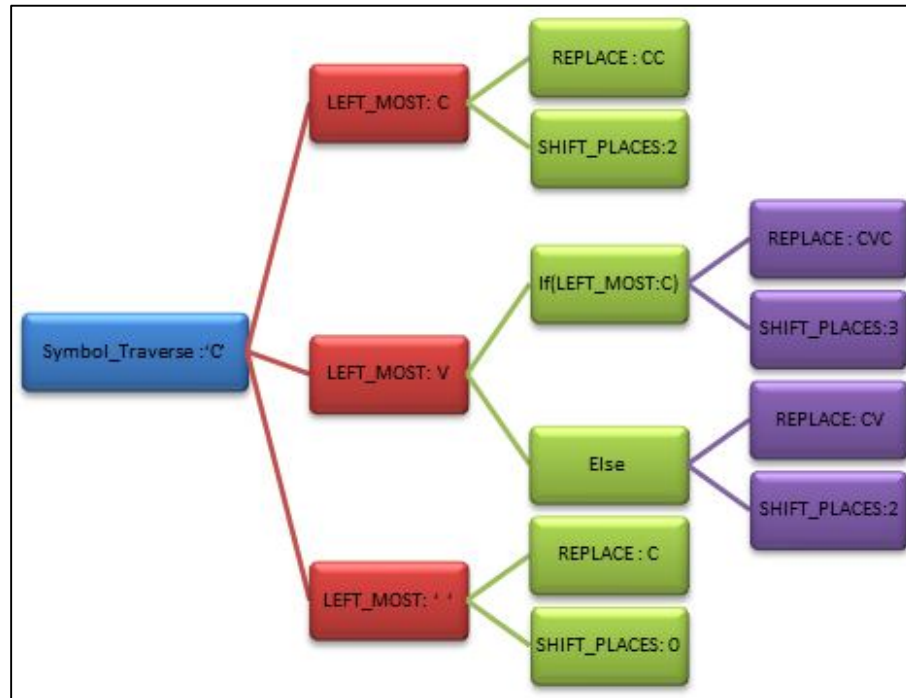 REPLACE : CC
LEFT_MOST: C
SHIFT_PLACES:2
REPLACE : CVC
If(LEFT_MOST:C)
SHIFT_PLACES:3
Symbol_Traverse :‘C’
LEFT_MOST: V
REPLACE: CV
Else
SHIFT_PLACES:2
REPLACE : C
LEFT_MOST: ‘ ‘
SHIFT_PLACES: 0